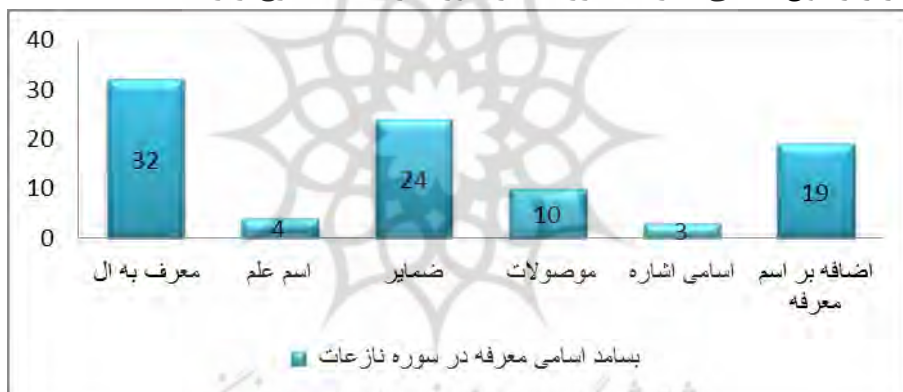 40
30
20
10
0
32
4
24
10
3
19
معرف به ال
اسم علم
ضمایر
موصولات
اسامی اشاره
اضافه بر اسم
معرفه
بسامد اسامی معرفه در سوره نازعات